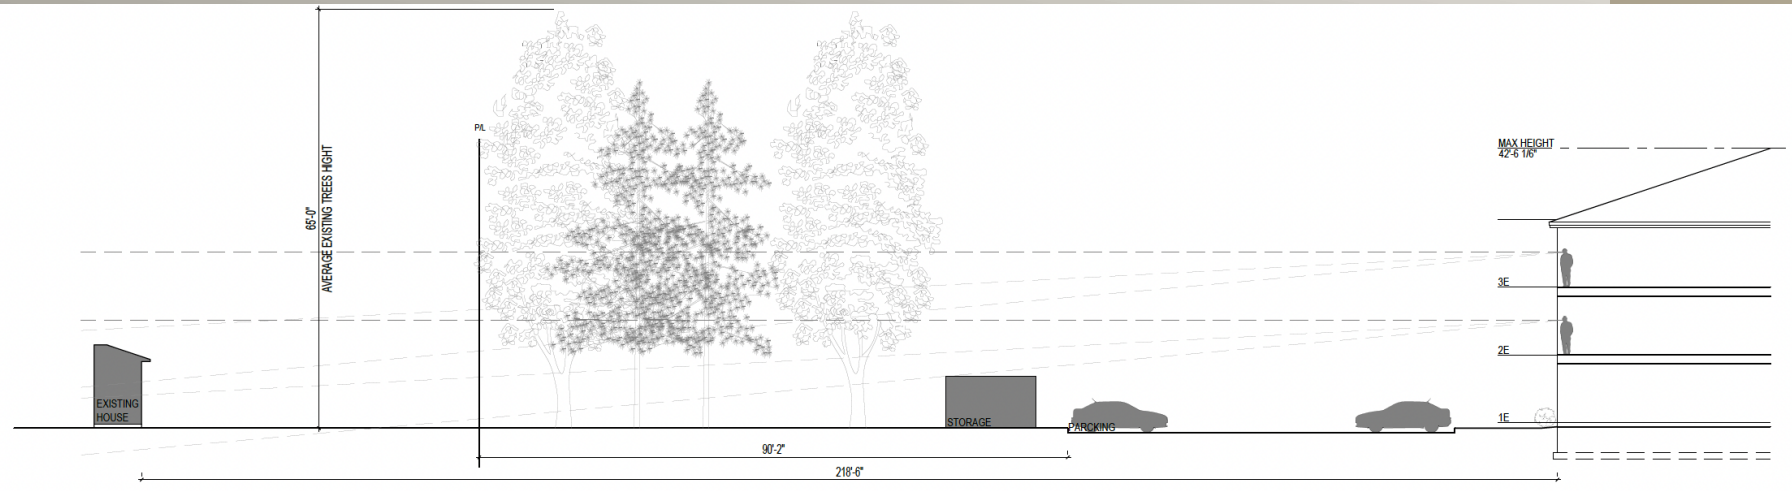 P/L
65'-0"
AVERAGE EXISTING TREES HIGHT
MAX HEIGHT
42'-6 1/6"
3E
2E
1E
EXISTING
HOUSE
STORAGE
PARCKING
90'-2"
218'-6"